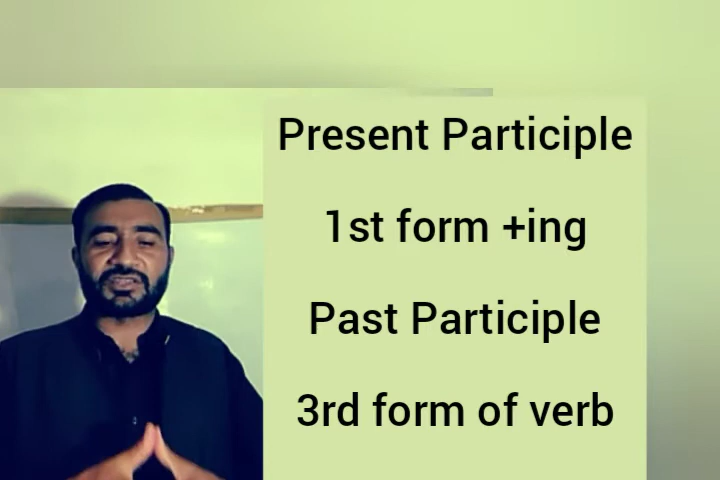 Present Participle
1st form +ing
Past Participle
3rd form of verb